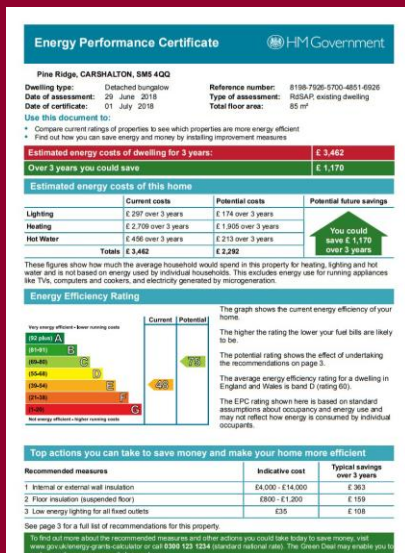 Energy Performance Certificate
HM Government
Pine Ridge, CARSHALTON, SM5 4QQ
Dwelling type: Detached bungalow
Reference number: 8198-7926-5700-4851-6926
Date of assessment: 29 June 2018
Type of assessment: RdSAP, existing dwelling
Date of certificate: 01 July 2018
Total floor area: 85 m²
Use this document to:
• Compare current ratings of properties to see which properties are more energy efficient
• Find out how you can save energy and money by installing improvement measures
Estimated energy costs of dwelling for 3 years: £ 3,462
Over 3 years you could save £ 1,170
Estimated energy costs of this home
Current costs Potential costs Potential future savings
Lighting £ 297 over 3 years £ 174 over 3 years
Heating £ 2,709 over 3 years £ 1,905 over 3 years
Hot Water £ 456 over 3 years £ 213 over 3 years
Totals £ 3,462 £ 2,292
You could
save £ 1,170
over 3 years
These figures show how much the average household would spend in this property for heating, lighting and hot
water and is not based on energy used by individual households. This excludes energy use for running appliances
like TVs, computers and cookers, and electricity generated by microgeneration.
Energy Efficiency Rating
Current Potential
Very energy efficient - lower running costs
(92 plus) A
(81-91) B
(69-80) C
(55-68) D
(39-54) E
(21-38) F
(1-20) G
Not energy efficient - higher running costs
75
The graph shows the current energy efficiency of your
home.
The higher the rating the lower your fuel bills are likely
to be.
The potential rating shows the effect of undertaking
the recommendations on page 3.
The average energy efficiency rating for a dwelling in
England and Wales is band D (rating 60).
The EPC rating shown here is based on standard
assumptions about occupancy and energy use and
may not reflect how energy is consumed by individual
occupants.
Top actions you can take to save money and make your home more efficient
Recommended measures Indicative cost Typical savings
over 3 years
1 Internal or external wall insulation £4,000 - £14,000 £ 363
2 Floor insulation (suspended floor) £800 - £1,200 £ 159
3 Low energy lighting for all fixed outlets £35 £ 108
See page 3 for a full list of recommendations for this property.
To find out more about the recommended measures and other actions you could take today to save money, visit
www.gov.uk/energy-grants-calculator or call 0300 123 1234 (standard national rate). The Green Deal may enable you to